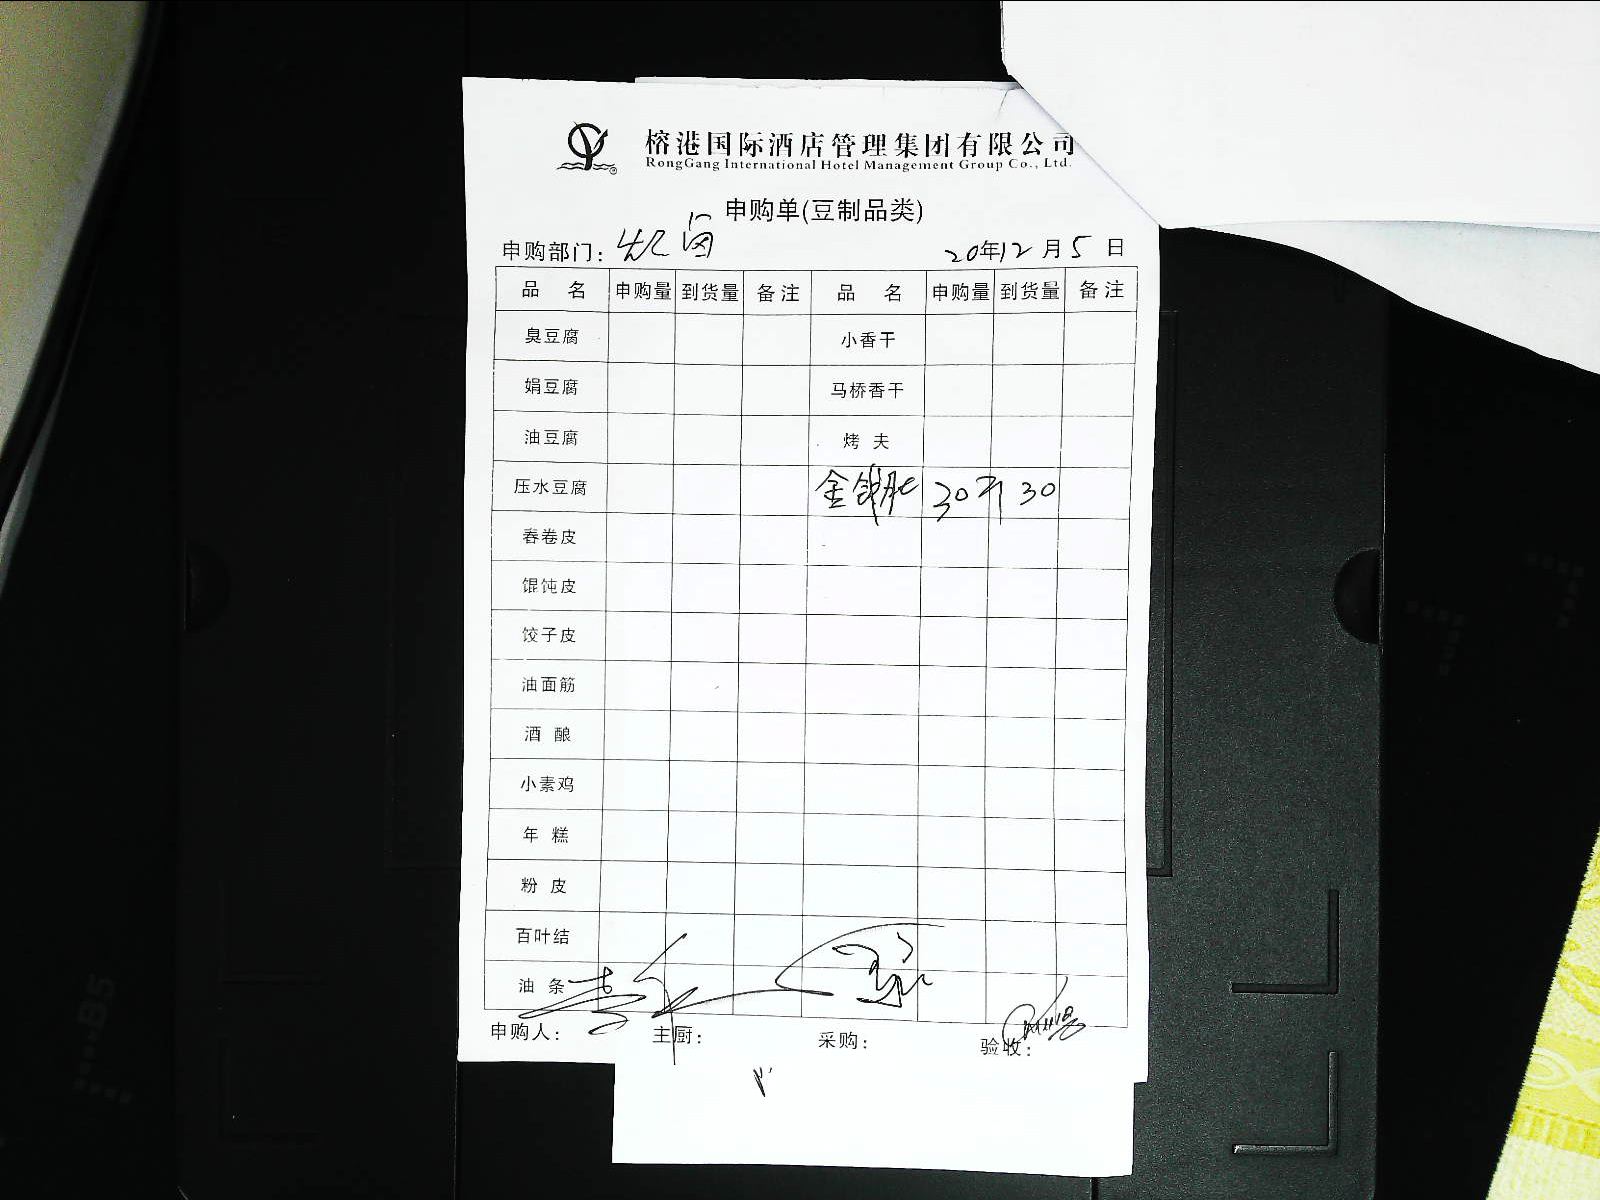 榕港国际酒店管理集团有限公司
RongGang International Hotel Management Group Co., Ltd.
申购单(豆制品类)
申购部门: 20年12月5日
品名 申购量 到货量 备注 品名 申购量 到货量 备注
臭豆腐 小香干
娟豆腐 马桥香干
油豆腐 烤夫
压水豆腐 金钱肚 30斤 30
春卷皮
馄饨皮
饺子皮
油面筋
酒酿
小素鸡
年糕
粉皮
百叶结
油条
申购人: 主厨: 采购: 验收: